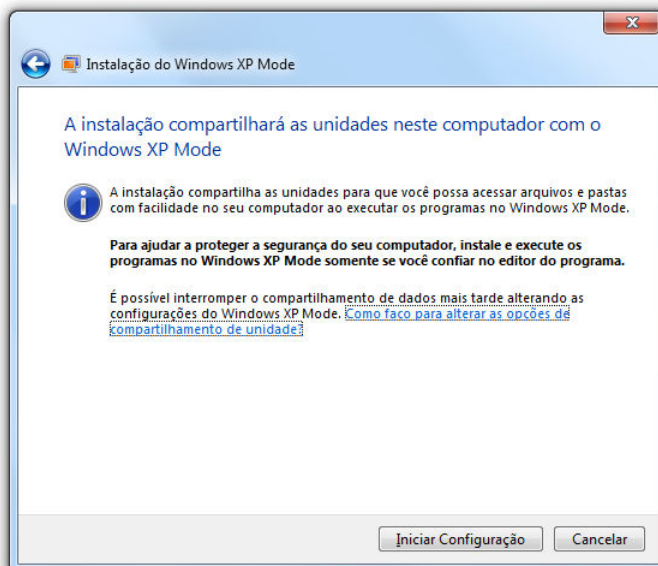 Instalação do Windows XP Mode
A instalação compartilhará as unidades neste computador com o
Windows XP Mode
A instalação compartilha as unidades para que você possa acessar arquivos e pastas
com facilidade no seu computador ao executar os programas no Windows XP Mode.
Para ajudar a proteger a segurança do seu computador, instale e execute os
programas no Windows XP Mode somente se você confiar no editor do programa.
É possível interromper o compartilhamento de dados mais tarde alterando as
configurações do Windows XP Mode. Como faco para alterar as opções de
compartilhamento de unidade?
Iniciar Configuração Cancelar